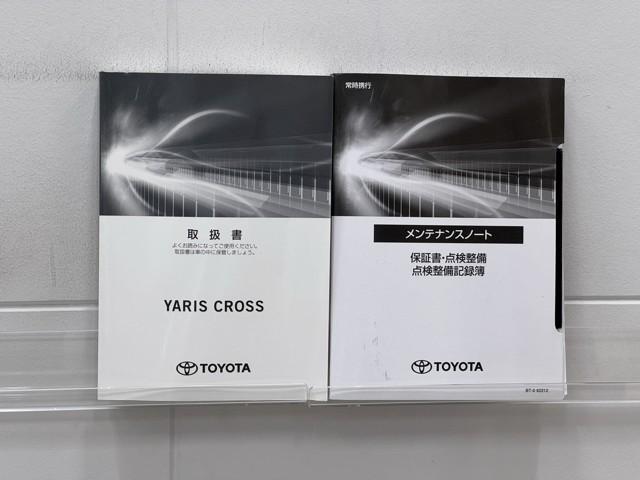 取扱書
よくお読みになってご使用ください。
取扱書は車の中に保管しましょう。
YARIS CROSS
TOYOTA
常時携行
メンテナンスノート
保証書・点検整備
点検整備記録簿
TOYOTA